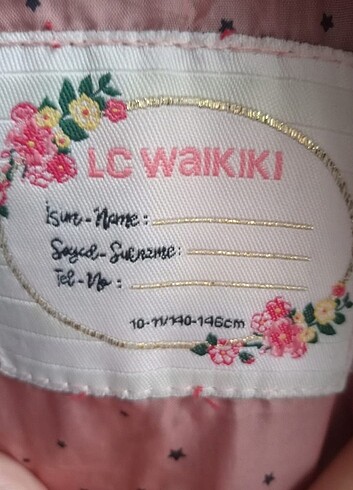 LC WAIKIKI
İsim-Name:
Soyad-Surname:
Tel-No:
10-11/140-146cm